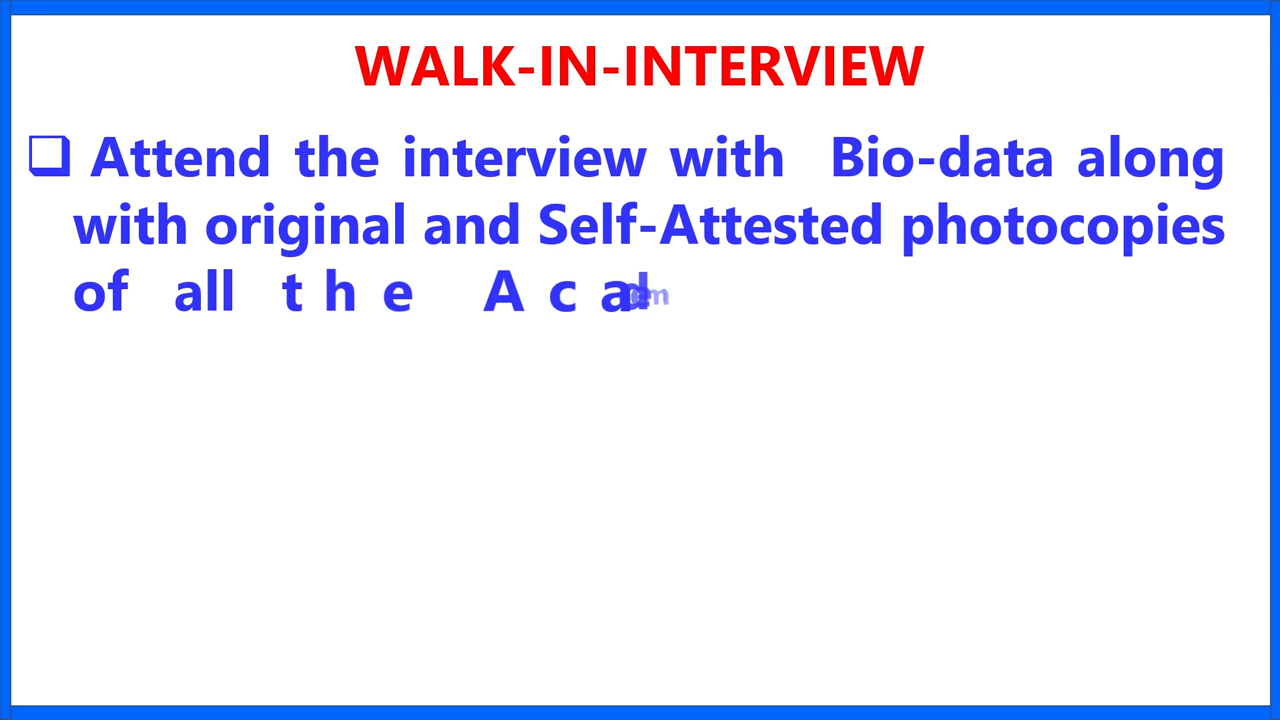 WALK-IN-INTERVIEW
❑ Attend the interview with Bio-data along
with original and Self-Attested photocopies
of all the Academ